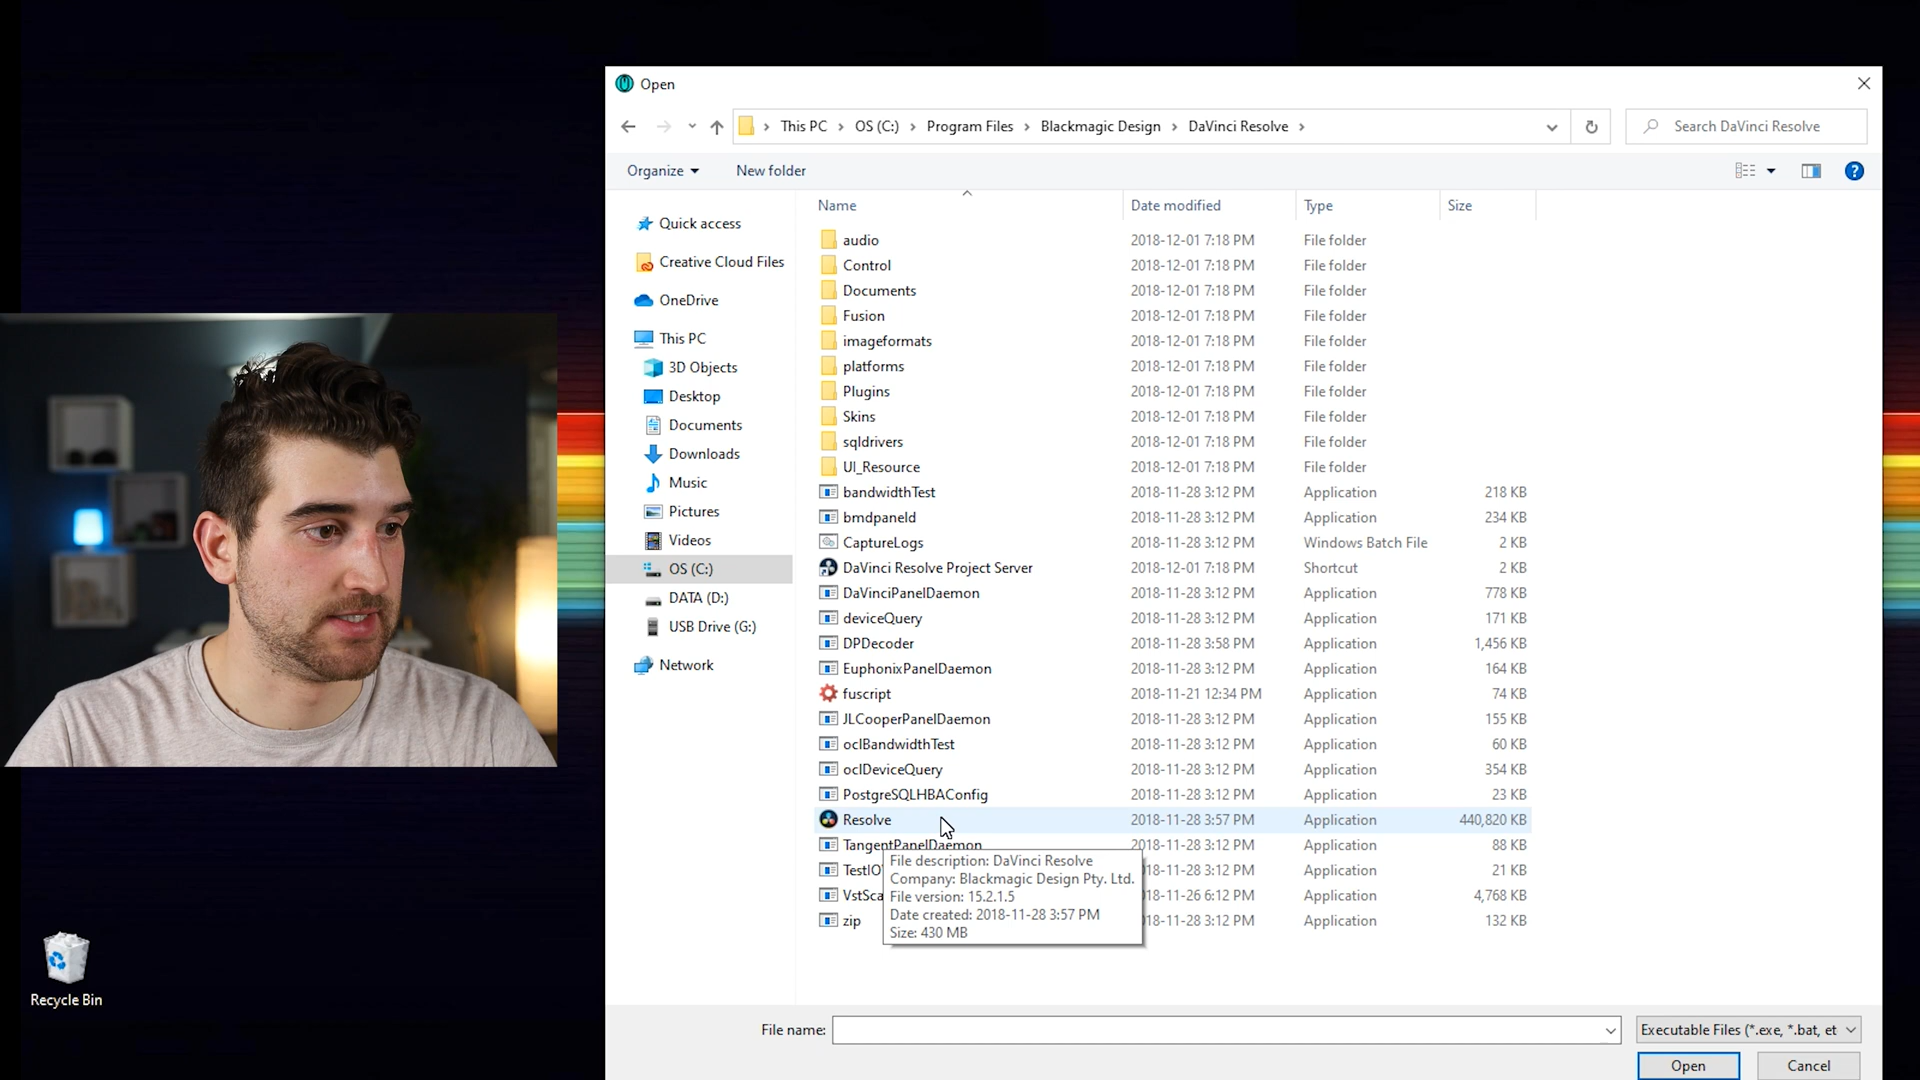 Open
This PC > OS (C:) > Program Files > Blackmagic Design > DaVinci Resolve >
Search DaVinci Resolve
Organize
New folder
Name
Date modified
Type
Size
Quick access
Creative Cloud Files
OneDrive
This PC
3D Objects
Desktop
Documents
Downloads
Music
Pictures
Videos
OS (C:)
DATA (D:)
USB Drive (G:)
Network
audio 2018-12-01 7:18 PM File folder
Control 2018-12-01 7:18 PM File folder
Documents 2018-12-01 7:18 PM File folder
Fusion 2018-12-01 7:18 PM File folder
imageformats 2018-12-01 7:18 PM File folder
platforms 2018-12-01 7:18 PM File folder
Plugins 2018-12-01 7:18 PM File folder
Skins 2018-12-01 7:18 PM File folder
sqldrivers 2018-12-01 7:18 PM File folder
UI_Resource 2018-12-01 7:18 PM File folder
bandwidthTest 2018-11-28 3:12 PM Application 218 KB
bmdpaneld 2018-11-28 3:12 PM Application 234 KB
CaptureLogs 2018-11-28 3:12 PM Windows Batch File 2 KB
DaVinci Resolve Project Server 2018-12-01 7:18 PM Shortcut 2 KB
DaVinciPanelDaemon 2018-11-28 3:12 PM Application 778 KB
deviceQuery 2018-11-28 3:12 PM Application 171 KB
DPDecoder 2018-11-28 3:58 PM Application 1,456 KB
EuphonixPanelDaemon 2018-11-28 3:12 PM Application 164 KB
fuscript 2018-11-21 12:34 PM Application 74 KB
JLCooperPanelDaemon 2018-11-28 3:12 PM Application 155 KB
oclBandwidthTest 2018-11-28 3:12 PM Application 60 KB
oclDeviceQuery 2018-11-28 3:12 PM Application 354 KB
PostgreSQLHBAConfig 2018-11-28 3:12 PM Application 23 KB
Resolve 2018-11-28 3:57 PM Application 440,820 KB
TangentPanelDaemon 2018-11-28 3:12 PM Application 88 KB
TestIO 18-11-28 3:12 PM Application 21 KB
VstSca 18-11-26 6:12 PM Application 4,768 KB
zip 18-11-28 3:12 PM Application 132 KB
File description: DaVinci Resolve
Company: Blackmagic Design Pty. Ltd.
File version: 15.2.1.5
Date created: 2018-11-28 3:57 PM
Size: 430 MB
Recycle Bin
File name:
Executable Files (*.exe, *.bat, et
Open
Cancel